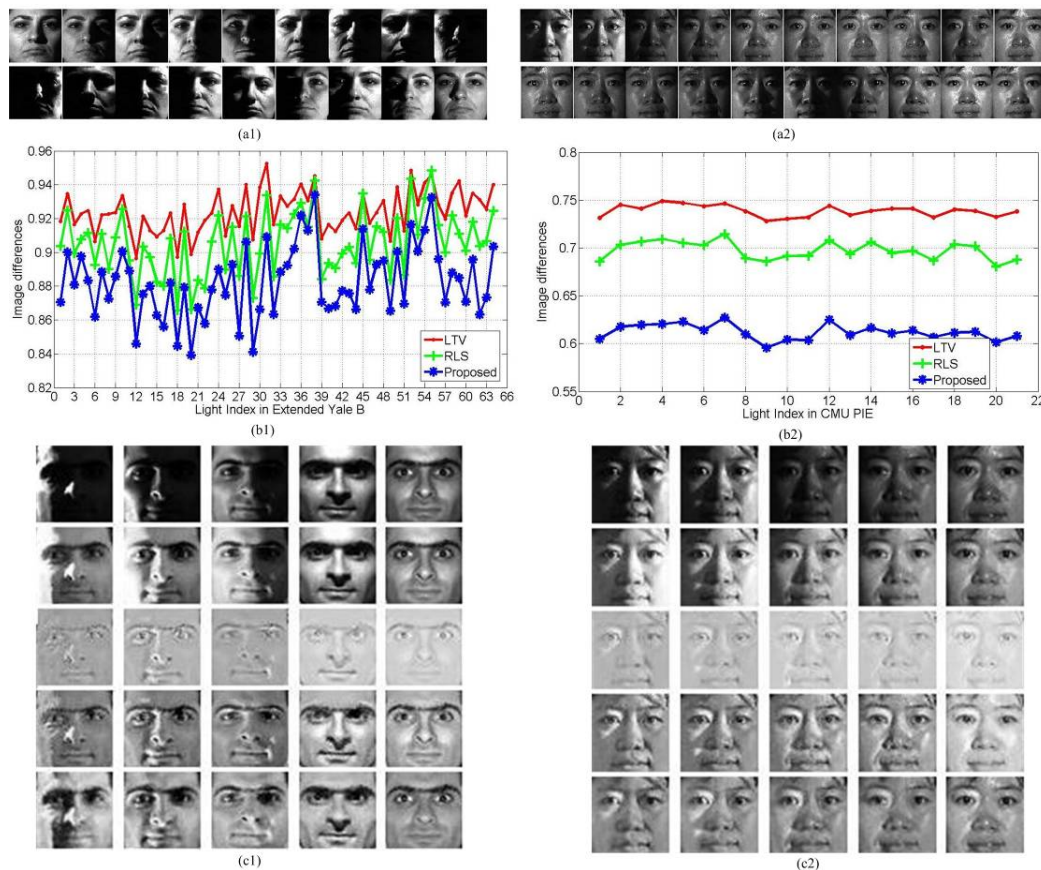 (a1)
(a2)
0.96
0.94
0.92
0.9
0.88
0.86
0.84
0.82
Image differences
LTV
RLS
Proposed
0 3 6 9 12 15 18 21 24 27 30 33 36 39 42 45 48 51 54 57 60 63 66
Light Index in Extended Yale B
(b1)
0.8
0.75
0.7
0.65
0.6
0.55
Image differences
LTV
RLS
Proposed
0 2 4 6 8 10 12 14 16 18 20 22
Light Index in CMU PIE
(b2)
(c1)
(c2)